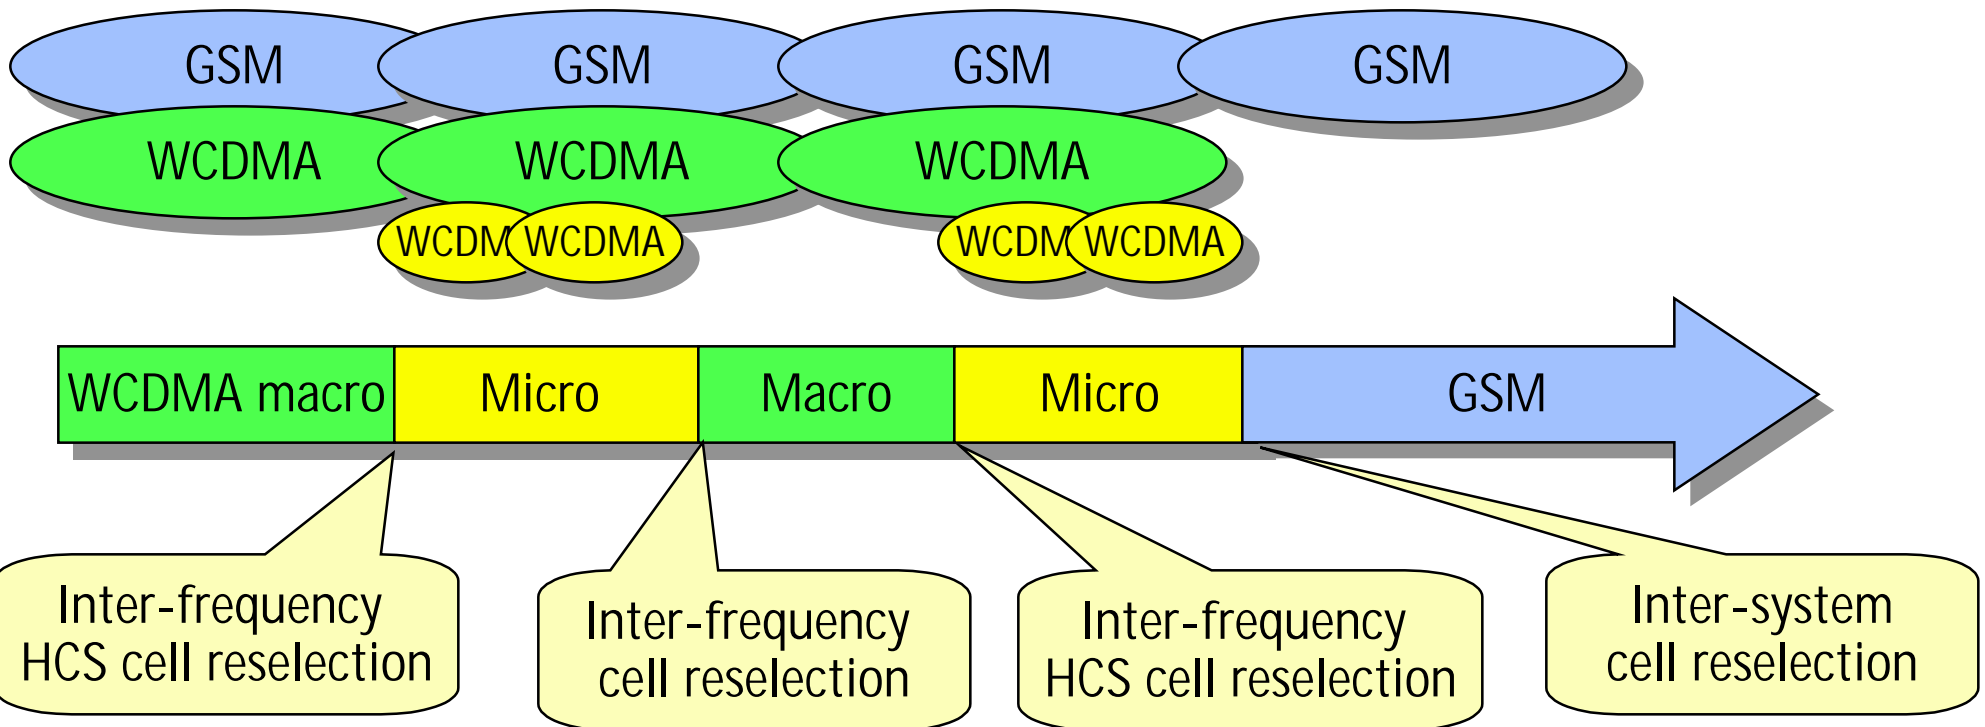 GSM GSM GSM GSM
WCDMA WCDMA WCDMA
WCDM WCDMA WCDM WCDMA
WCDMA macro Micro Macro Micro GSM
Inter-frequency
HCS cell reselection
Inter-frequency
cell reselection
Inter-frequency
HCS cell reselection
Inter-system
cell reselection